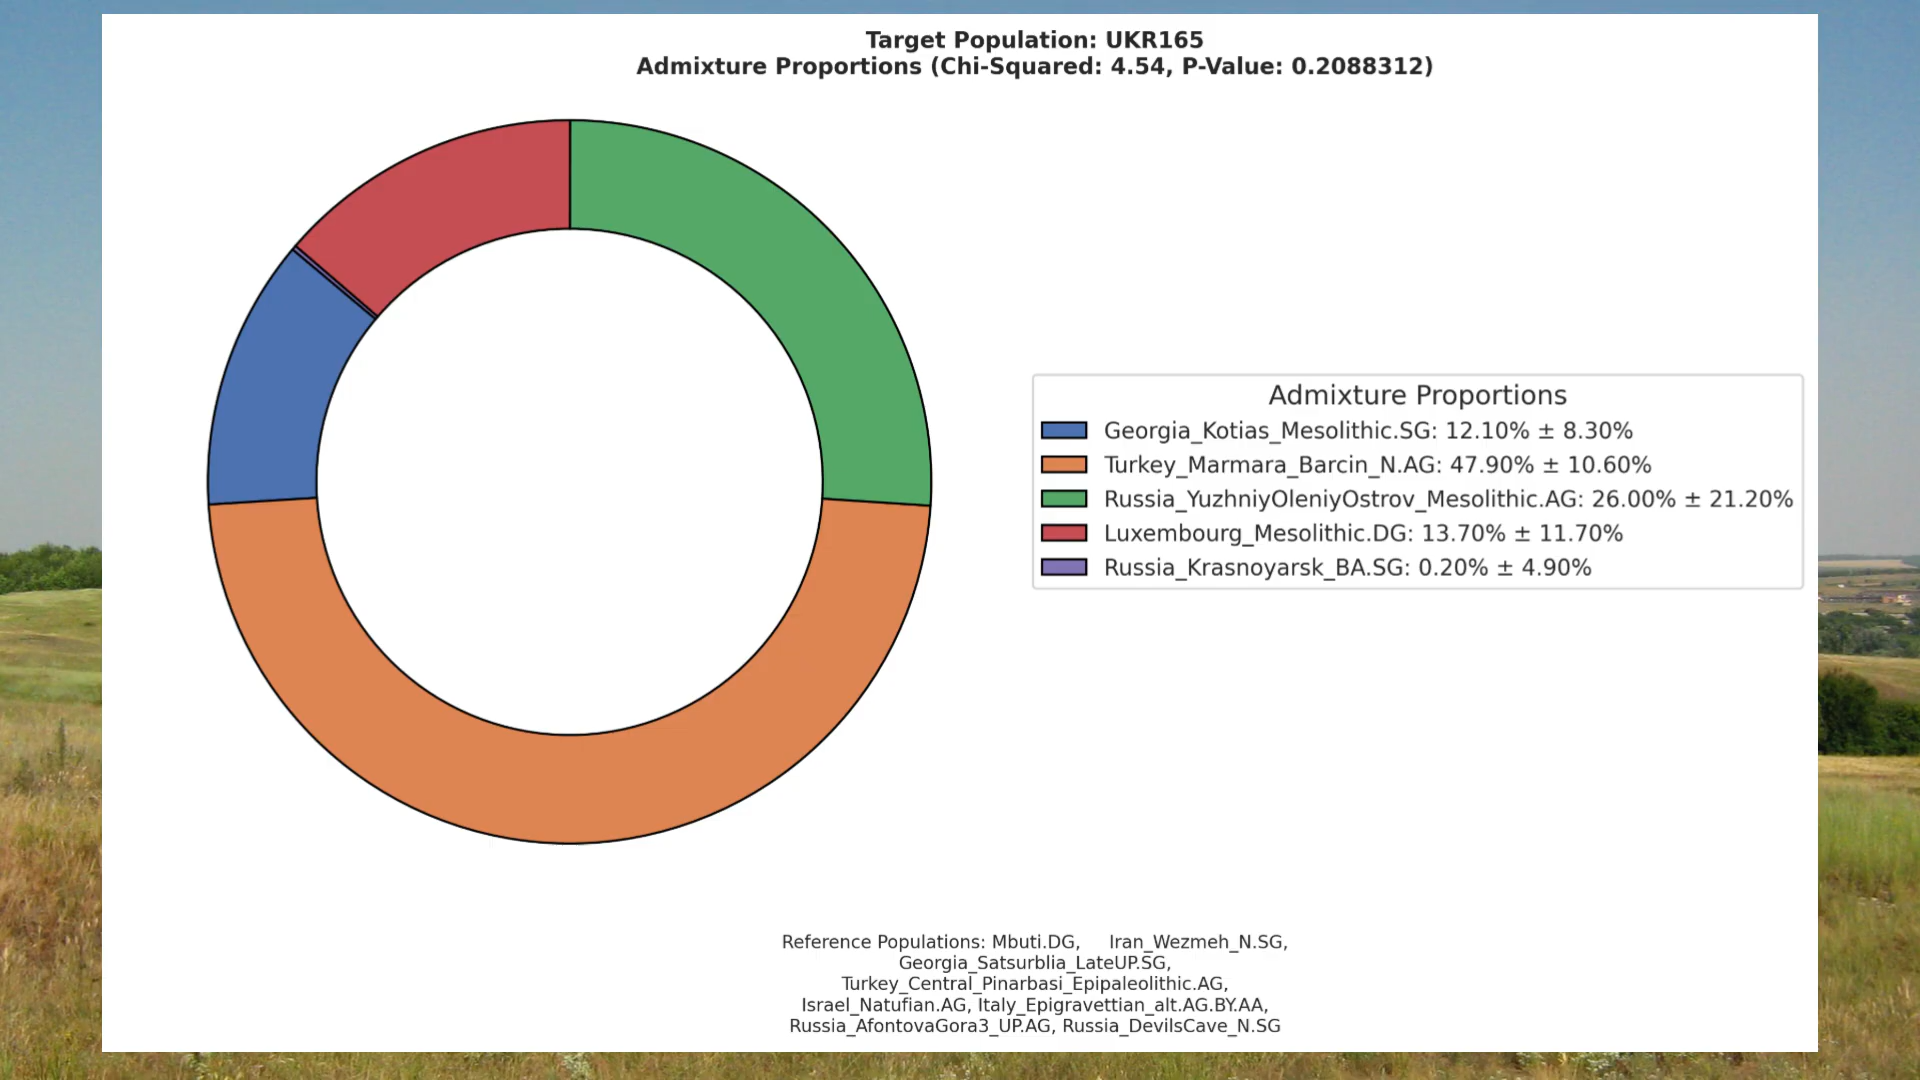 Target Population: UKR165
Admixture Proportions (Chi-Squared: 4.54, P-Value: 0.2088312)
Admixture Proportions
Georgia_Kotias_Mesolithic.SG: 12.10% ± 8.30%
Turkey_Marmara_Barcin_N.AG: 47.90% ± 10.60%
Russia_YuzhniyOleniyOstrov_Mesolithic.AG: 26.00% ± 21.20%
Luxembourg_Mesolithic.DG: 13.70% ± 11.70%
Russia_Krasnoyarsk_BA.SG: 0.20% ± 4.90%
Reference Populations: Mbuti.DG, Iran_Wezmeh_N.SG,
Georgia_Satsurblia_LateUP.SG,
Turkey_Central_Pinarbasi_Epipaleolithic.AG,
Israel_Natufian.AG, Italy_Epigravettian_alt.AG.BY.AA,
Russia_AfontovaGora3_UP.AG, Russia_DevilsCave_N.SG